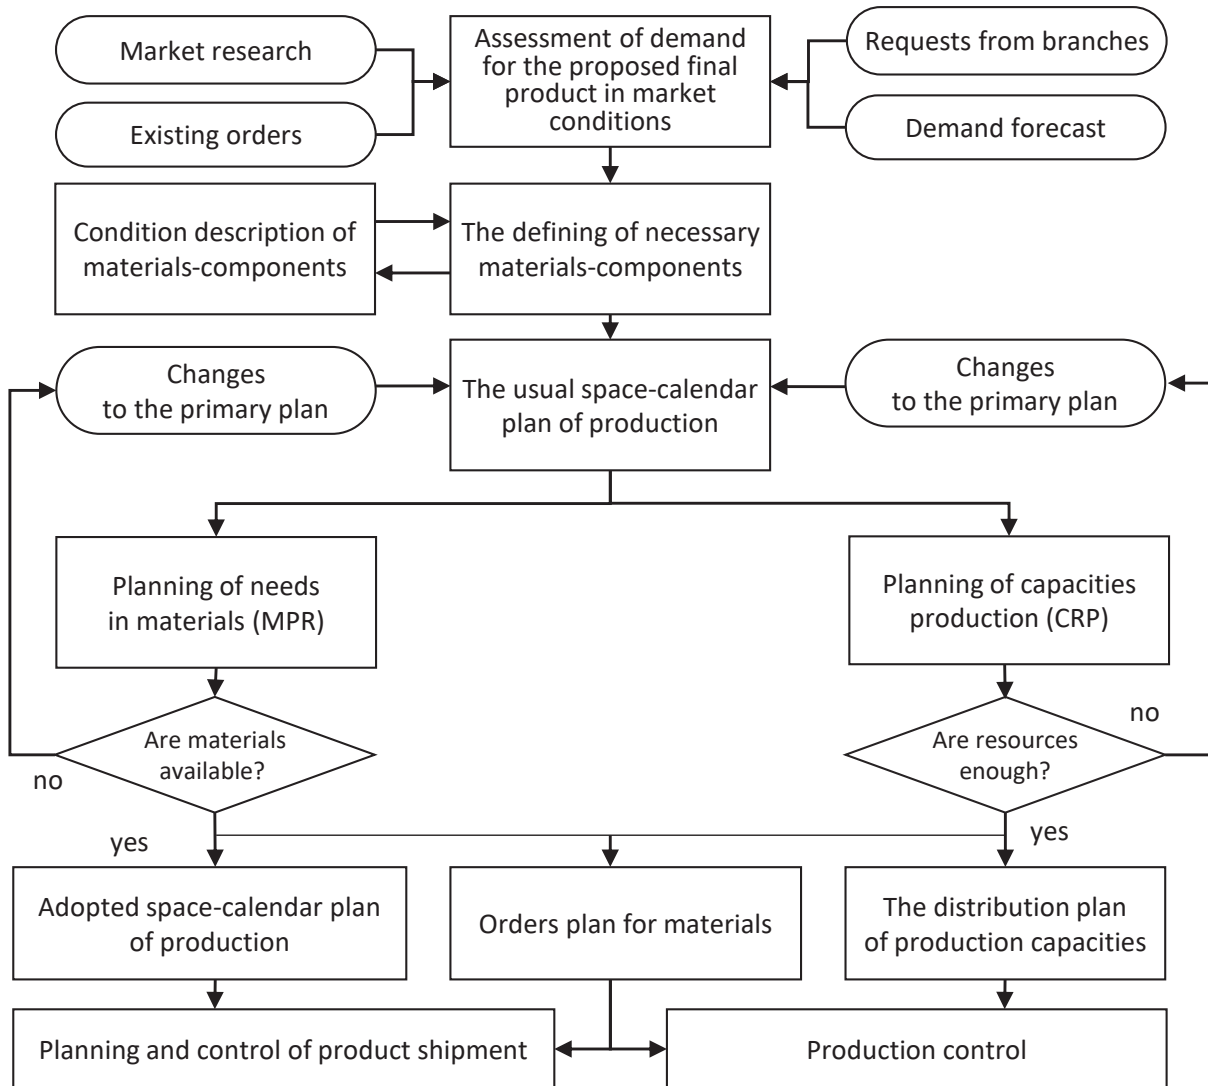 Market research
Assessment of demand
for the proposed final
product in market
conditions
Requests from branches
Existing orders
Demand forecast
Condition description of
materials-components
The defining of necessary
materials-components
Changes
to the primary plan
The usual space-calendar
plan of production
Changes
to the primary plan
Planning of needs
in materials (MPR)
Planning of capacities
production (CRP)
Are materials
available?
no
Are resources
enough?
no
yes
yes
Adopted space-calendar plan
of production
Orders plan for materials
The distribution plan
of production capacities
Planning and control of product shipment
Production control